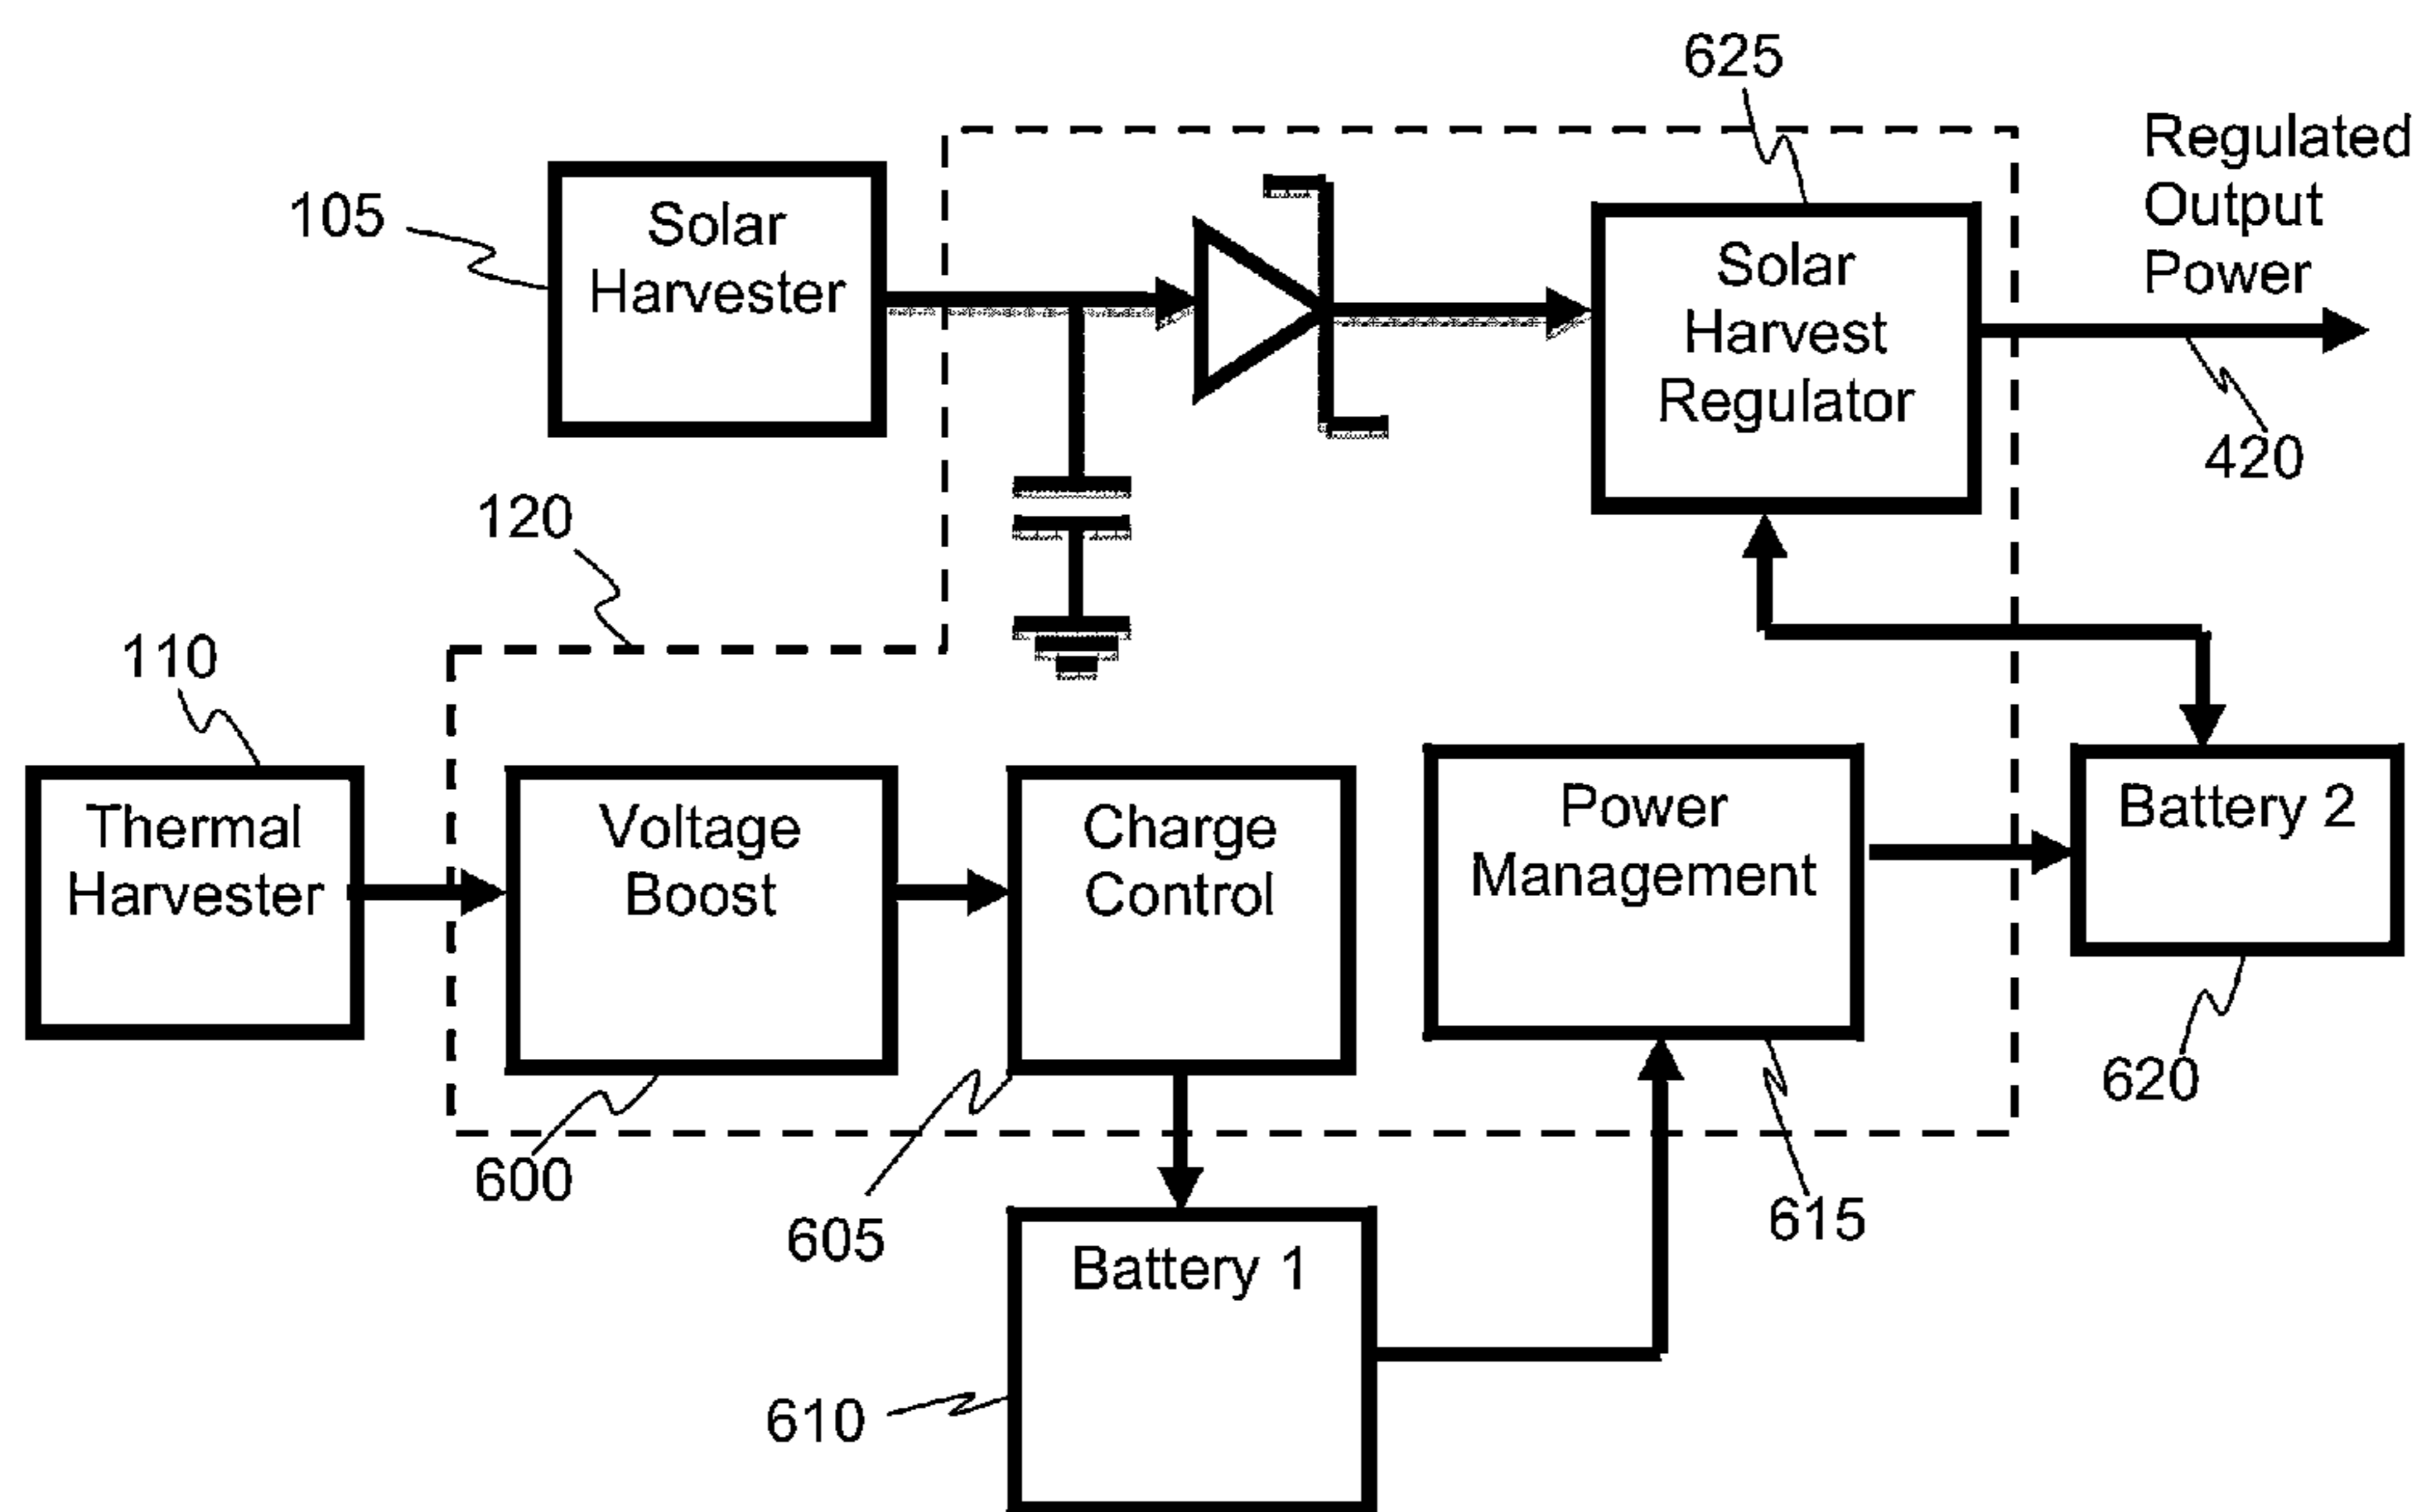 625
Regulated
Output
Power
105
Solar
Harvester
Solar
Harvest
Regulator
420
120
110
Thermal
Harvester
Voltage
Boost
Charge
Control
Power
Management
Battery 2
620
600
605
615
Battery 1
610